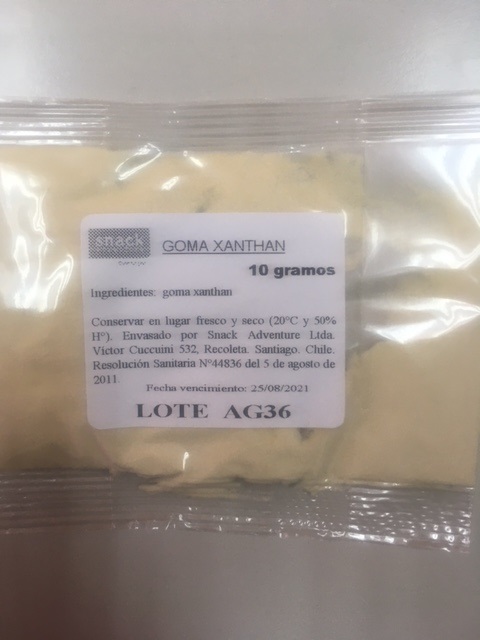 snack
GOMA XANTHAN
10 gramos
Ingredientes: goma xanthan
Conservar en lugar fresco y seco (20°C y 50%
Hº). Envasado por Snack Adventure Ltda.
Victor Cuccuini 532, Recoleta. Santiago. Chile.
Resolución Sanitaria N°44836 del 5 de agosto de
2011.
Fecha vencimiento: 25/08/2021
LOTE AG36